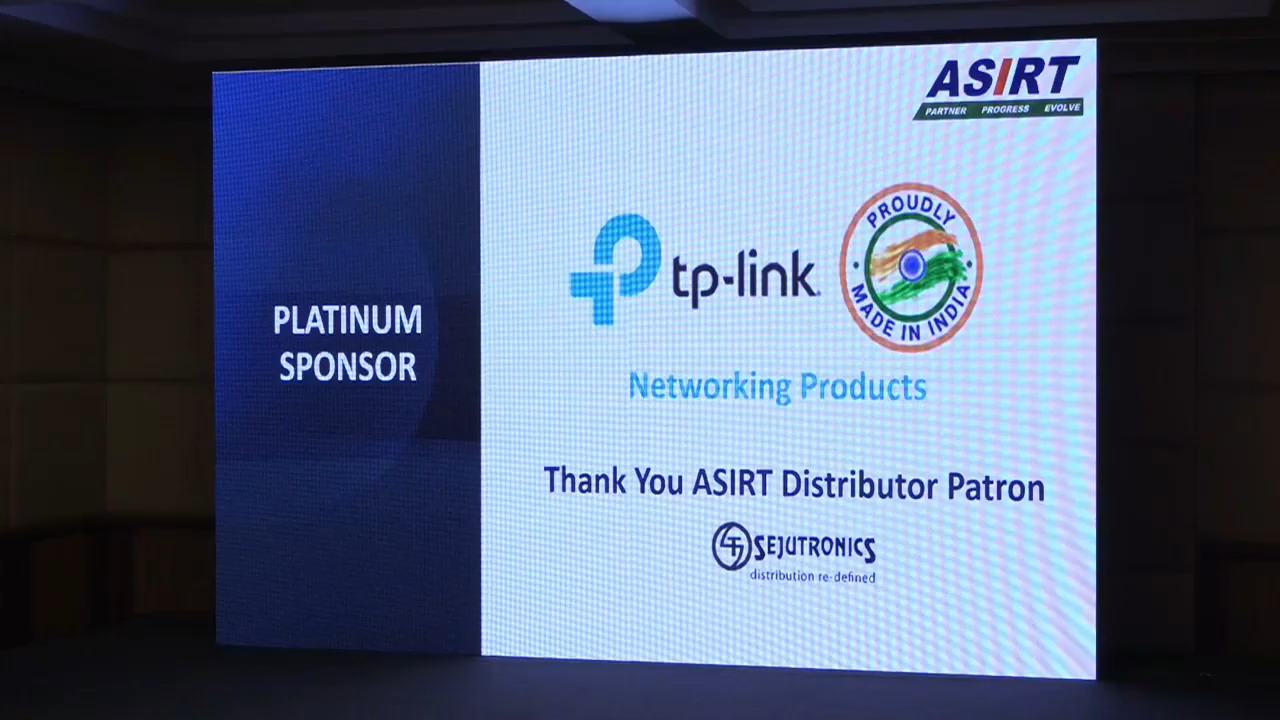 ASIRT
PARTNER PROGRESS EVOLVE
PLATINUM
SPONSOR
tp-link
PROUDLY
MADE IN INDIA
Networking Products
Thank You ASIRT Distributor Patron
SEJUTRONICS
distribution re-defined